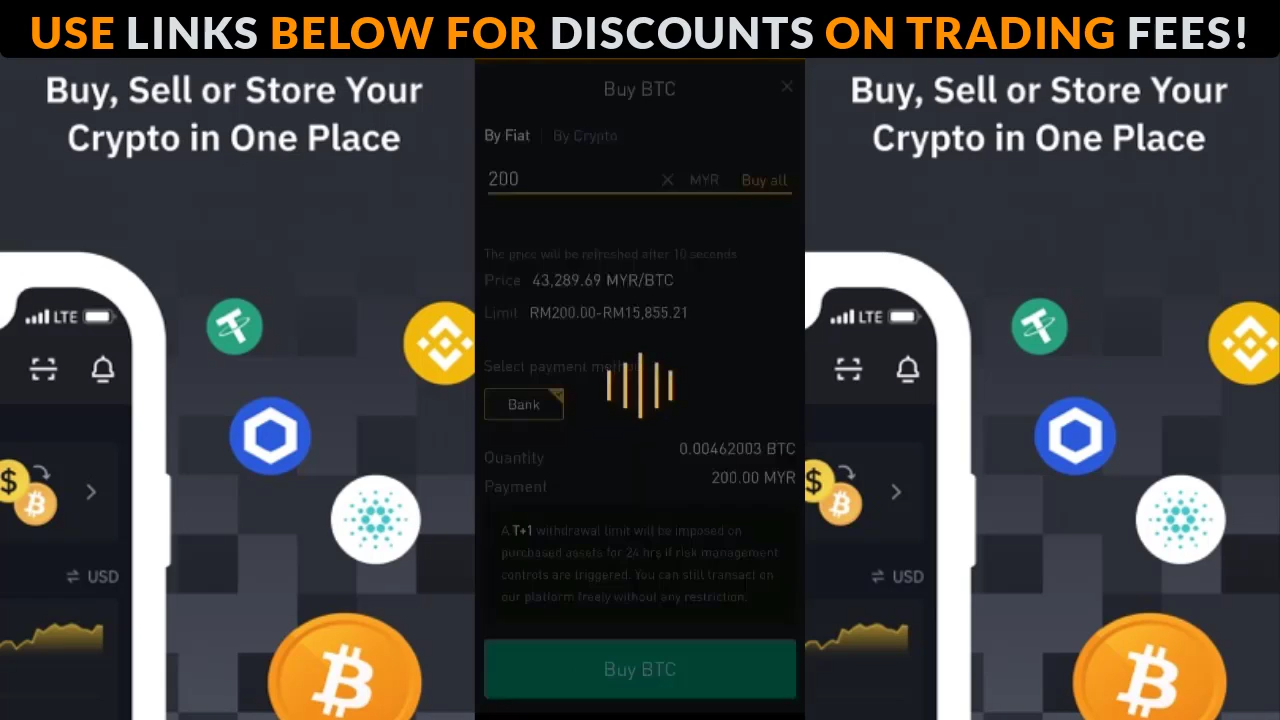 USE LINKS BELOW FOR DISCOUNTS ON TRADING FEES!
Buy, Sell or Store Your
Crypto in One Place
LTE
$
USD
Buy BTC
By Fiat
By Crypto
200
MYR
Buy all
The price will be refreshed after 10 seconds
Price 43,289.69 MYR/BTC
Limit RM200.00-RM15,855.21
Select payment method
Bank
Quantity 0.00462003 BTC
Payment 200.00 MYR
A T+1 withdrawal limit will be imposed on
purchased assets for 24 hrs if risk management
controls are triggered. You can still transact on
our platform freely without any restriction.
Buy BTC
Buy, Sell or Store Your
Crypto in One Place
LTE
$
USD